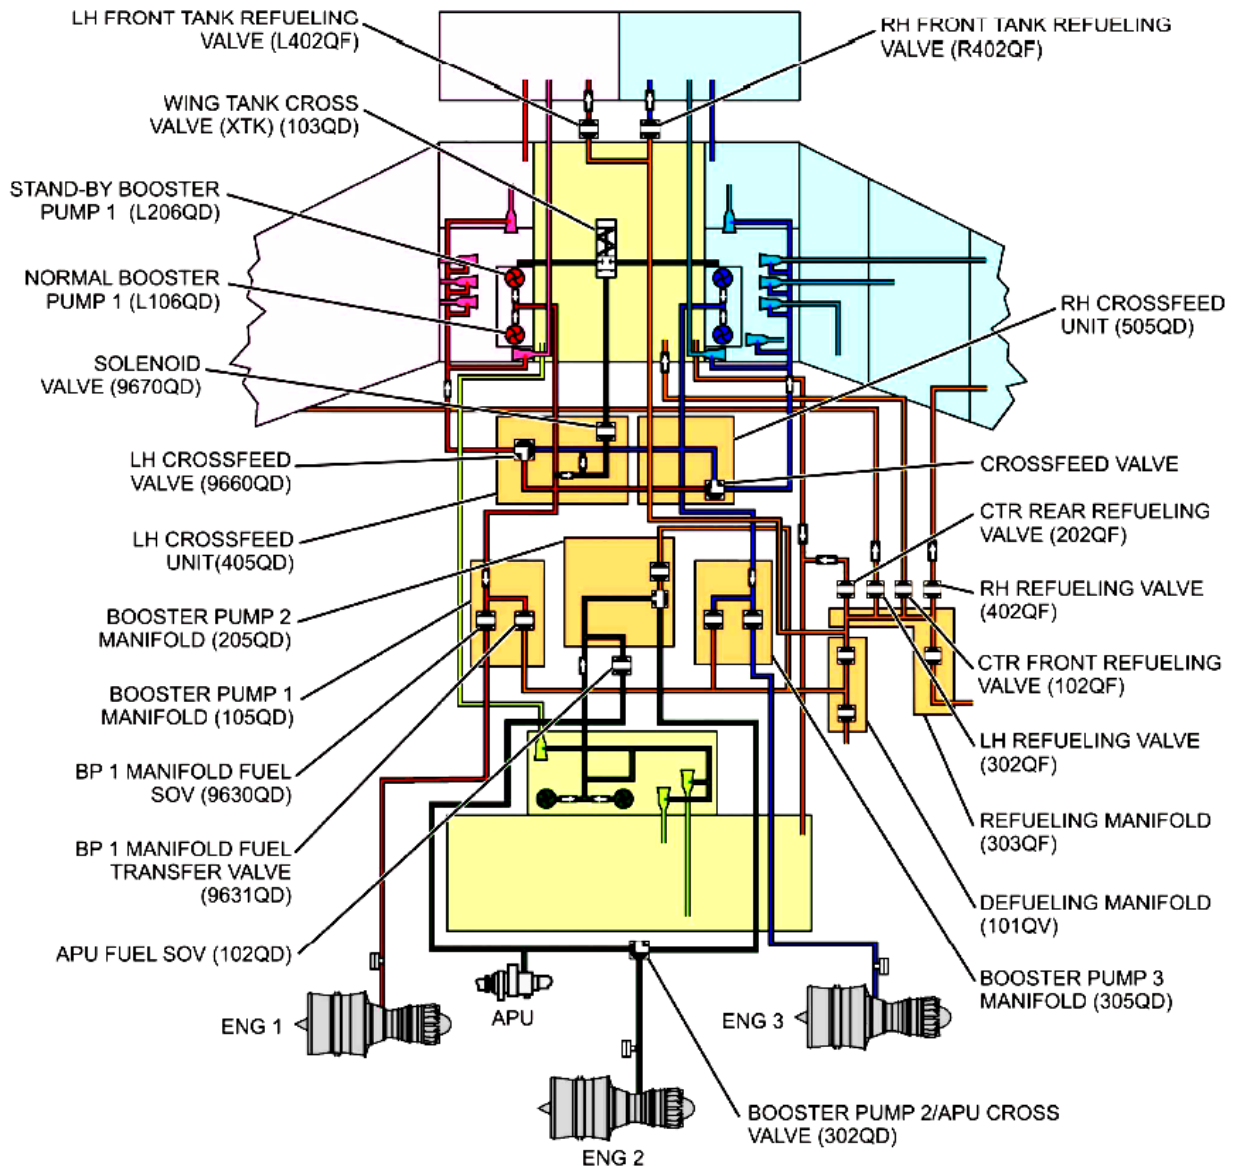 LH FRONT TANK REFUELING
VALVE (L402QF)
WING TANK CROSS
VALVE (XTK) (103QD)
STAND-BY BOOSTER
PUMP 1 (L206QD)
NORMAL BOOSTER
PUMP 1 (L106QD)
SOLENOID
VALVE (9670QD)
LH CROSSFEED
VALVE (9660QD)
LH CROSSFEED
UNIT(405QD)
BOOSTER PUMP 2
MANIFOLD (205QD)
BOOSTER PUMP 1
MANIFOLD (105QD)
BP 1 MANIFOLD FUEL
SOV (9630QD)
BP 1 MANIFOLD FUEL
TRANSFER VALVE
(9631QD)
APU FUEL SOV (102QD)
RH FRONT TANK REFUELING
VALVE (R402QF)
RH CROSSFEED
UNIT (505QD)
CROSSFEED VALVE
CTR REAR REFUELING
VALVE (202QF)
RH REFUELING VALVE
(402QF)
CTR FRONT REFUELING
VALVE (102QF)
LH REFUELING VALVE
(302QF)
REFUELING MANIFOLD
(303QF)
DEFUELING MANIFOLD
(101QV)
BOOSTER PUMP 3
MANIFOLD (305QD)
ENG 1
APU
ENG 3
BOOSTER PUMP 2/APU CROSS
VALVE (302QD)
ENG 2